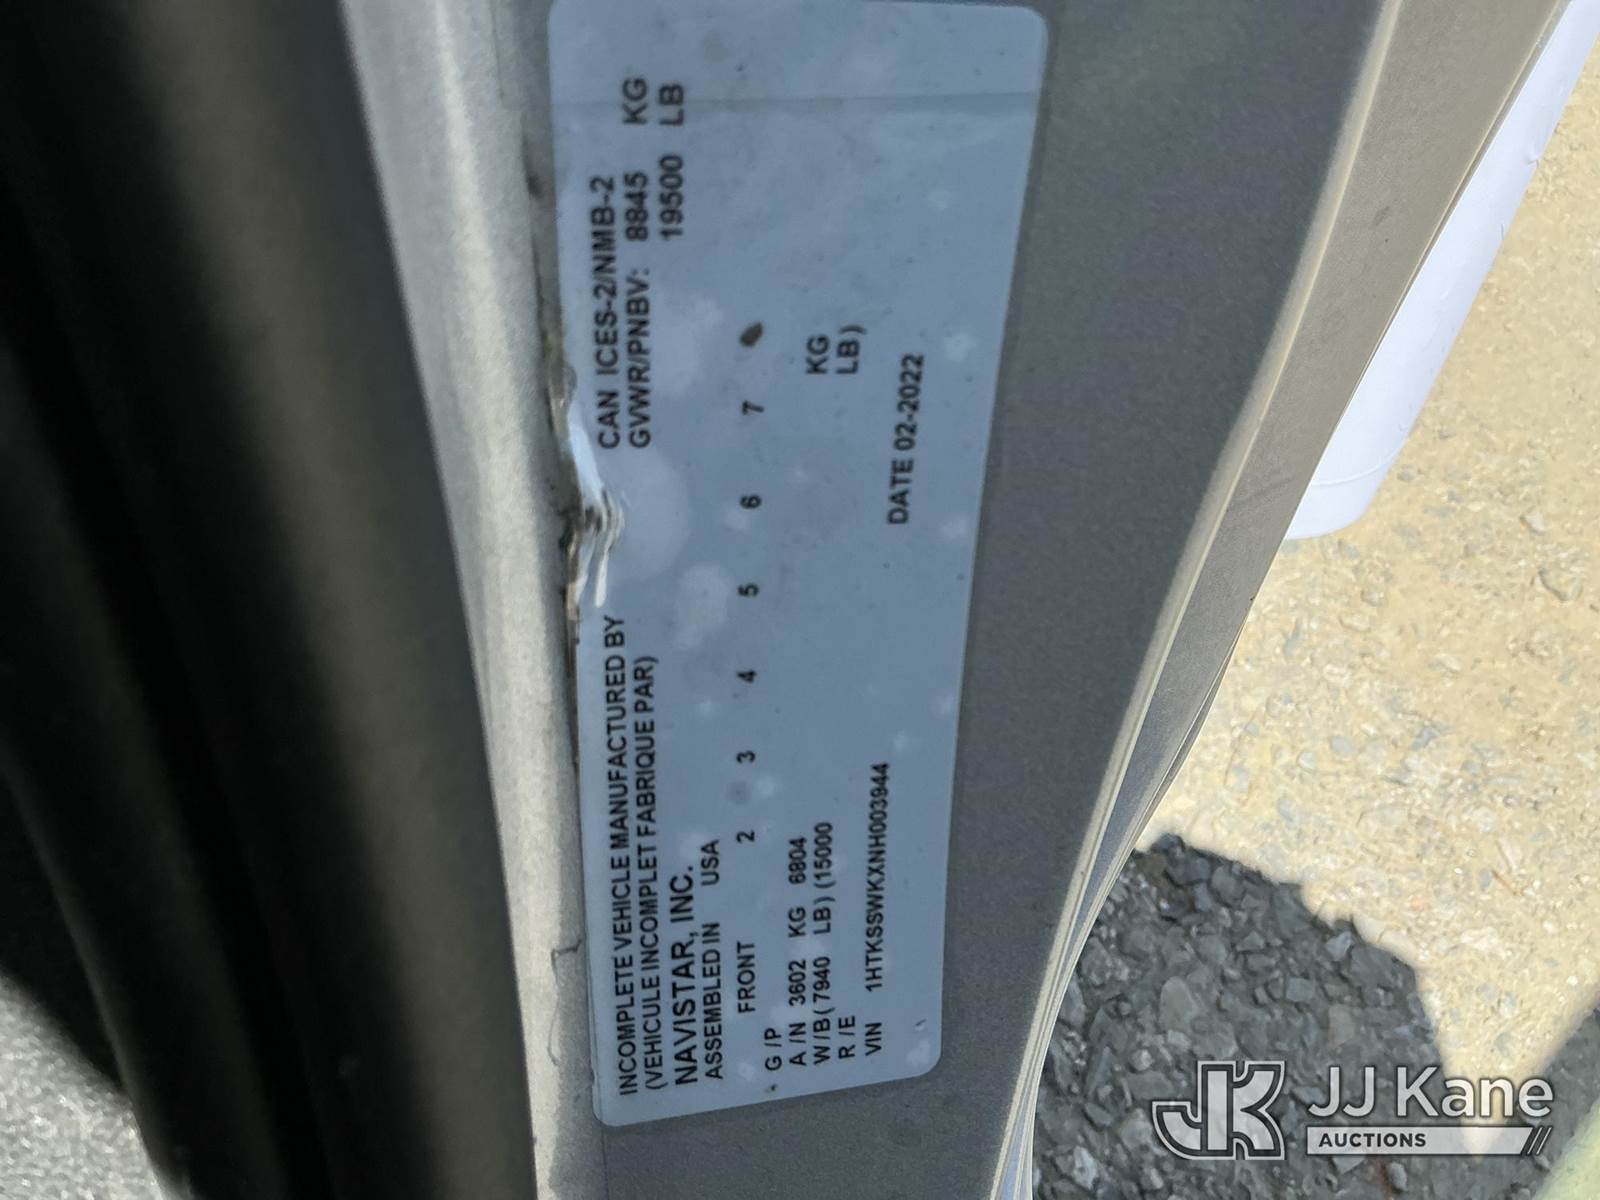 INCOMPLETE VEHICLE MANUFACTURED BY
(VEHICULE INCOMPLET FABRIQUE PAR)
NAVISTAR, INC.
ASSEMBLED IN USA
CAN ICES-2/NMB-2
GVWR/PNBV: 8845 KG
19500 LB
FRONT 2 3 4 5 6 7
G /P
A /N 3602 KG 6804 KG
W/B( 7940 LB) (15000 LB)
R /E
VIN 1HTKSSWKXNH003944
DATE 02-2022
JK JJ Kane
AUCTIONS